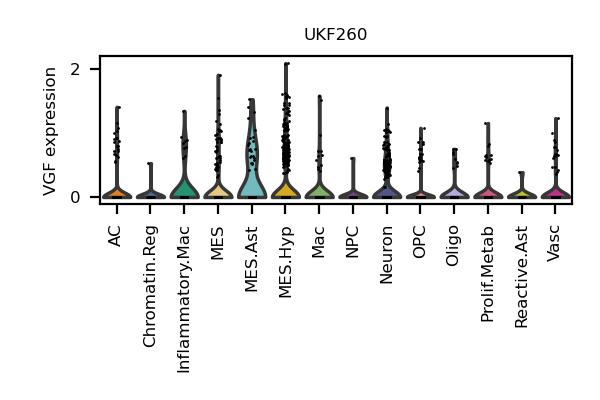 UKF260
VGF expression
2
0
AC
Chromatin.Reg
Inflammatory.Mac
MES
MES.Ast
MES.Hyp
Mac
NPC
Neuron
OPC
Oligo
Prolif.Metab
Reactive.Ast
Vasc